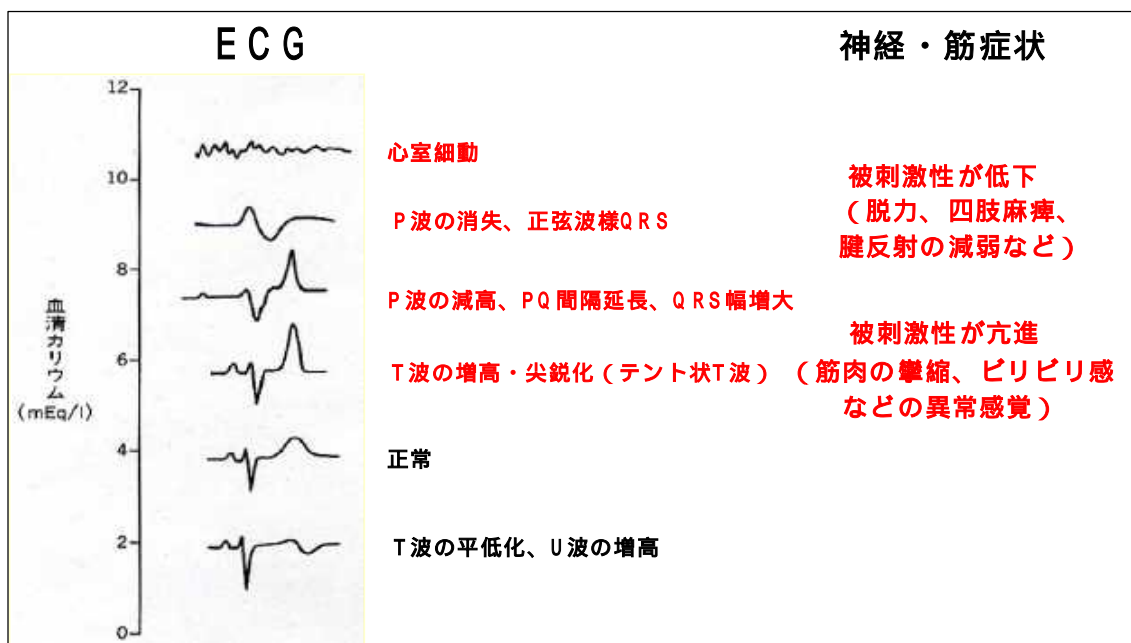 ECG
神経・筋症状
12
心室細動
10
被刺激性が低下
(脱力、四肢麻痺、
腱反射の減弱など)
P波の消失、正弦波様QRS
8
P波の減高、PQ間隔延長、QRS幅増大
血清カリウム
(mEq/l)
被刺激性が亢進
6
T波の増高・尖鋭化(テント状T波)
(筋肉の攣縮、ビリビリ感
などの異常感覚)
4
正常
2
T波の平低化、U波の増高
0